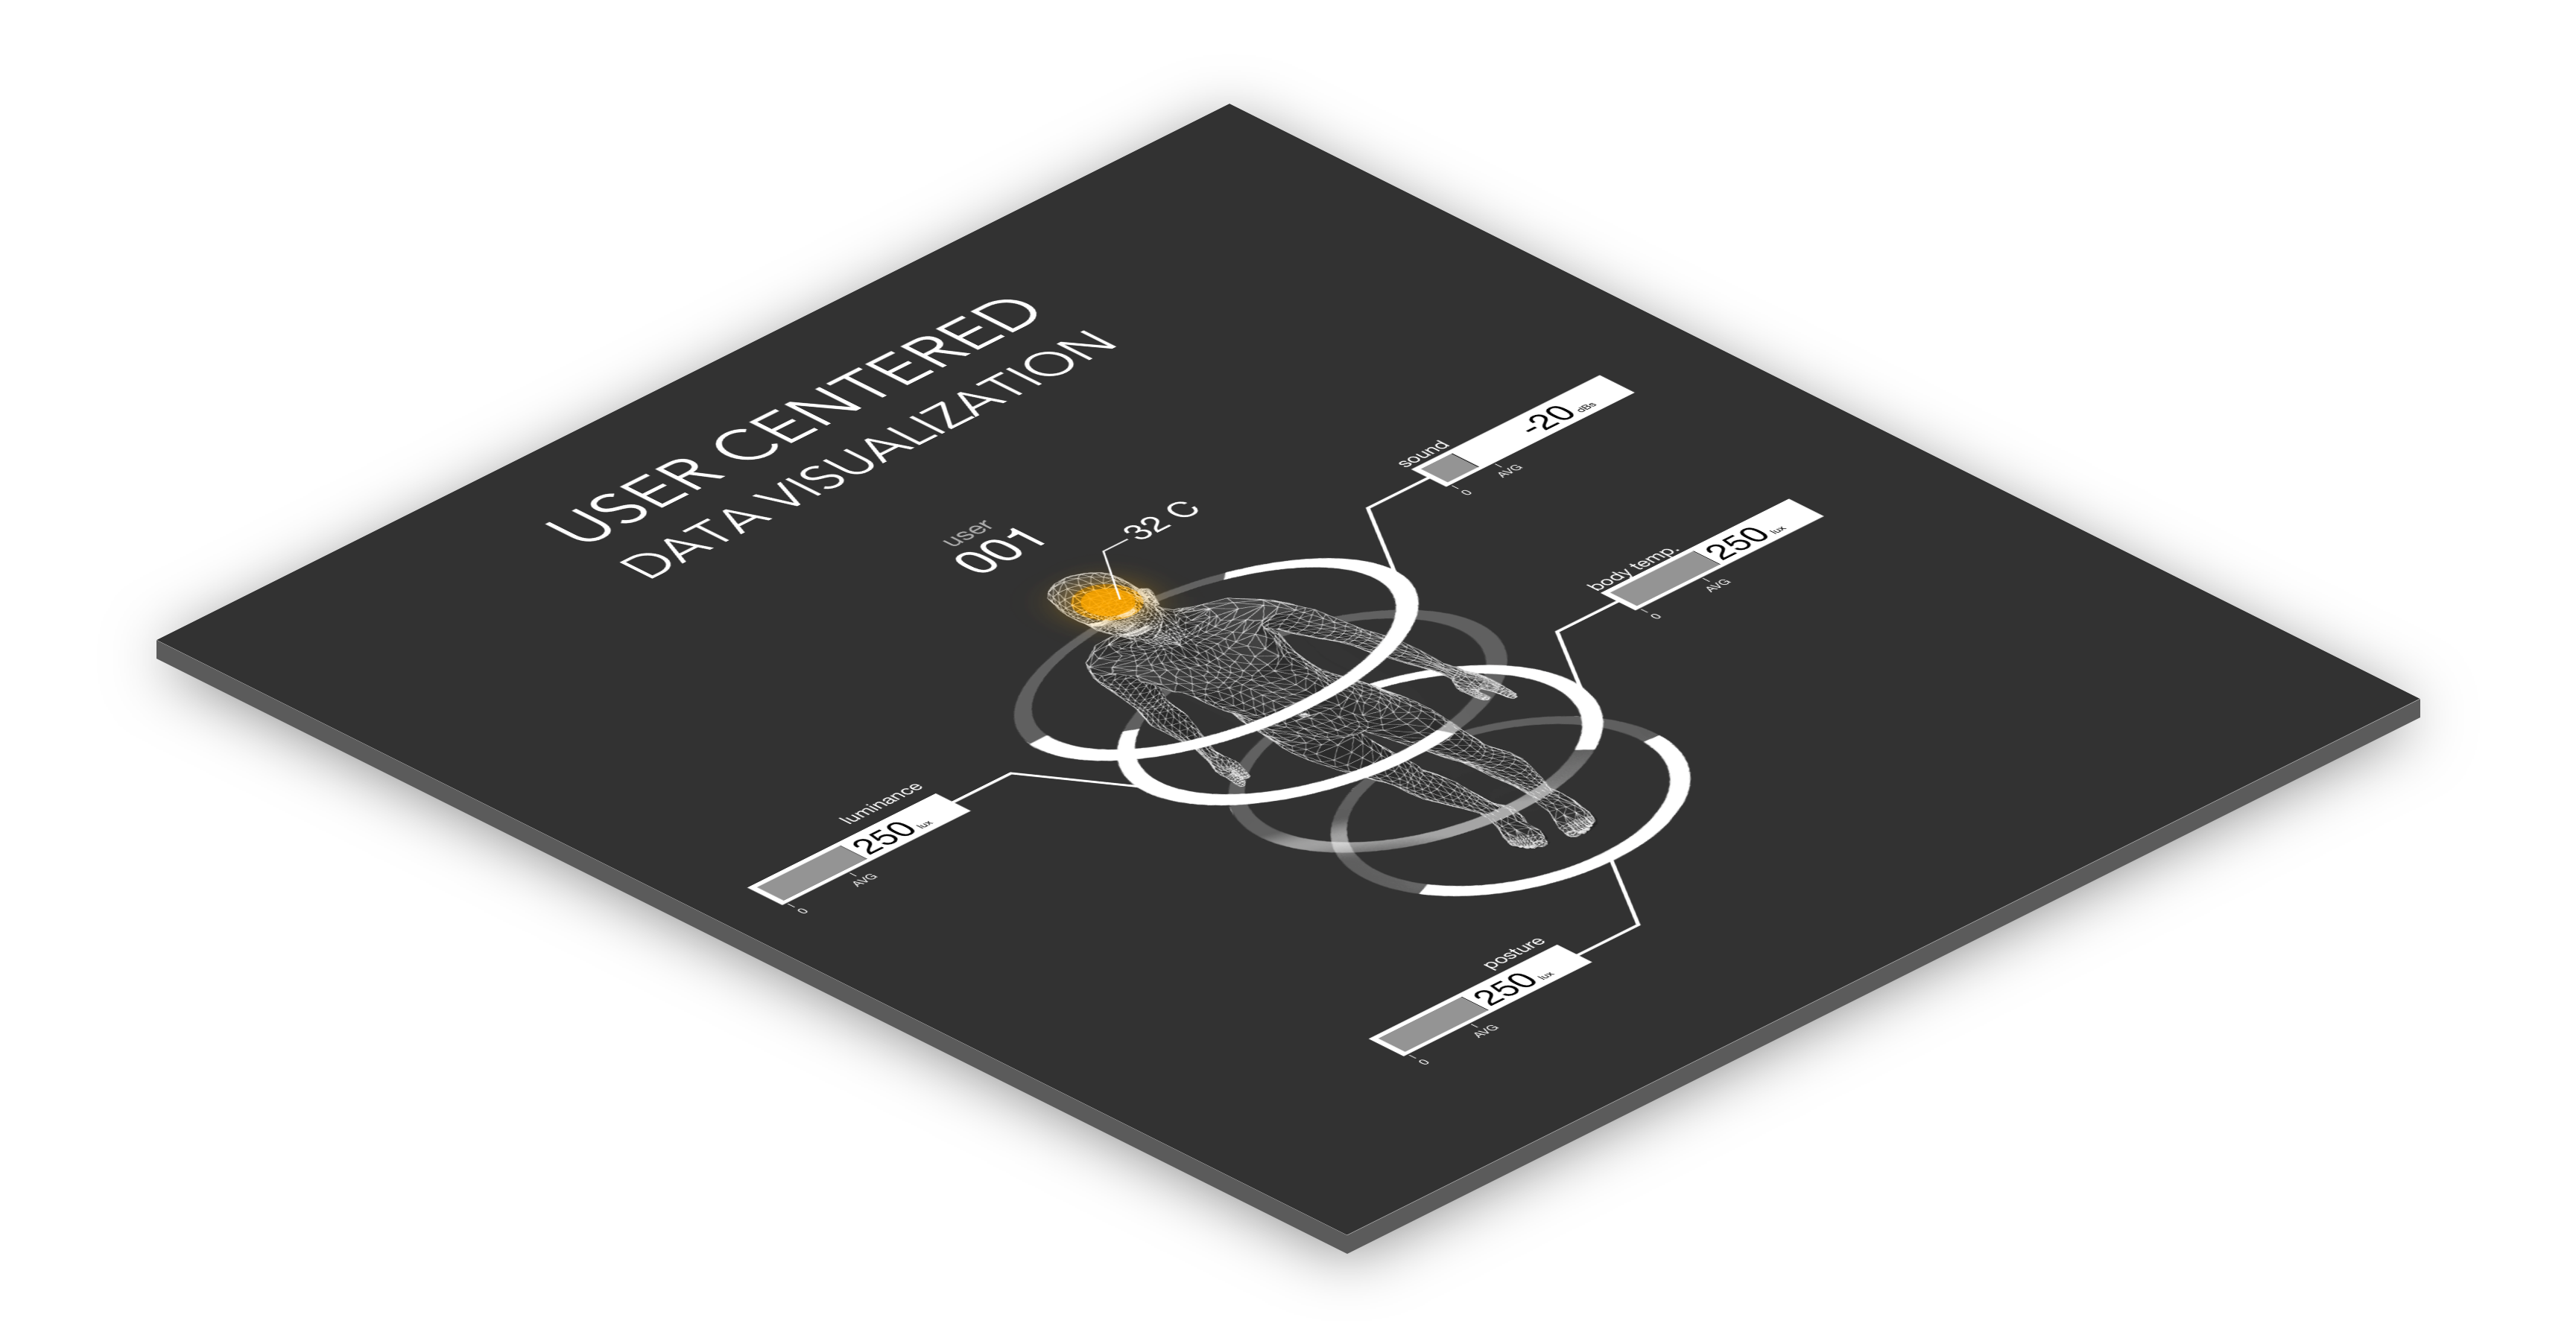 USER CENTERED
DATA VISUALIZATION
user
001
32 C
sound
-20 dBs
0
AVG
body temp.
250 lux
0
AVG
luminance
250 lux
0
AVG
posture
250 lux
0
AVG